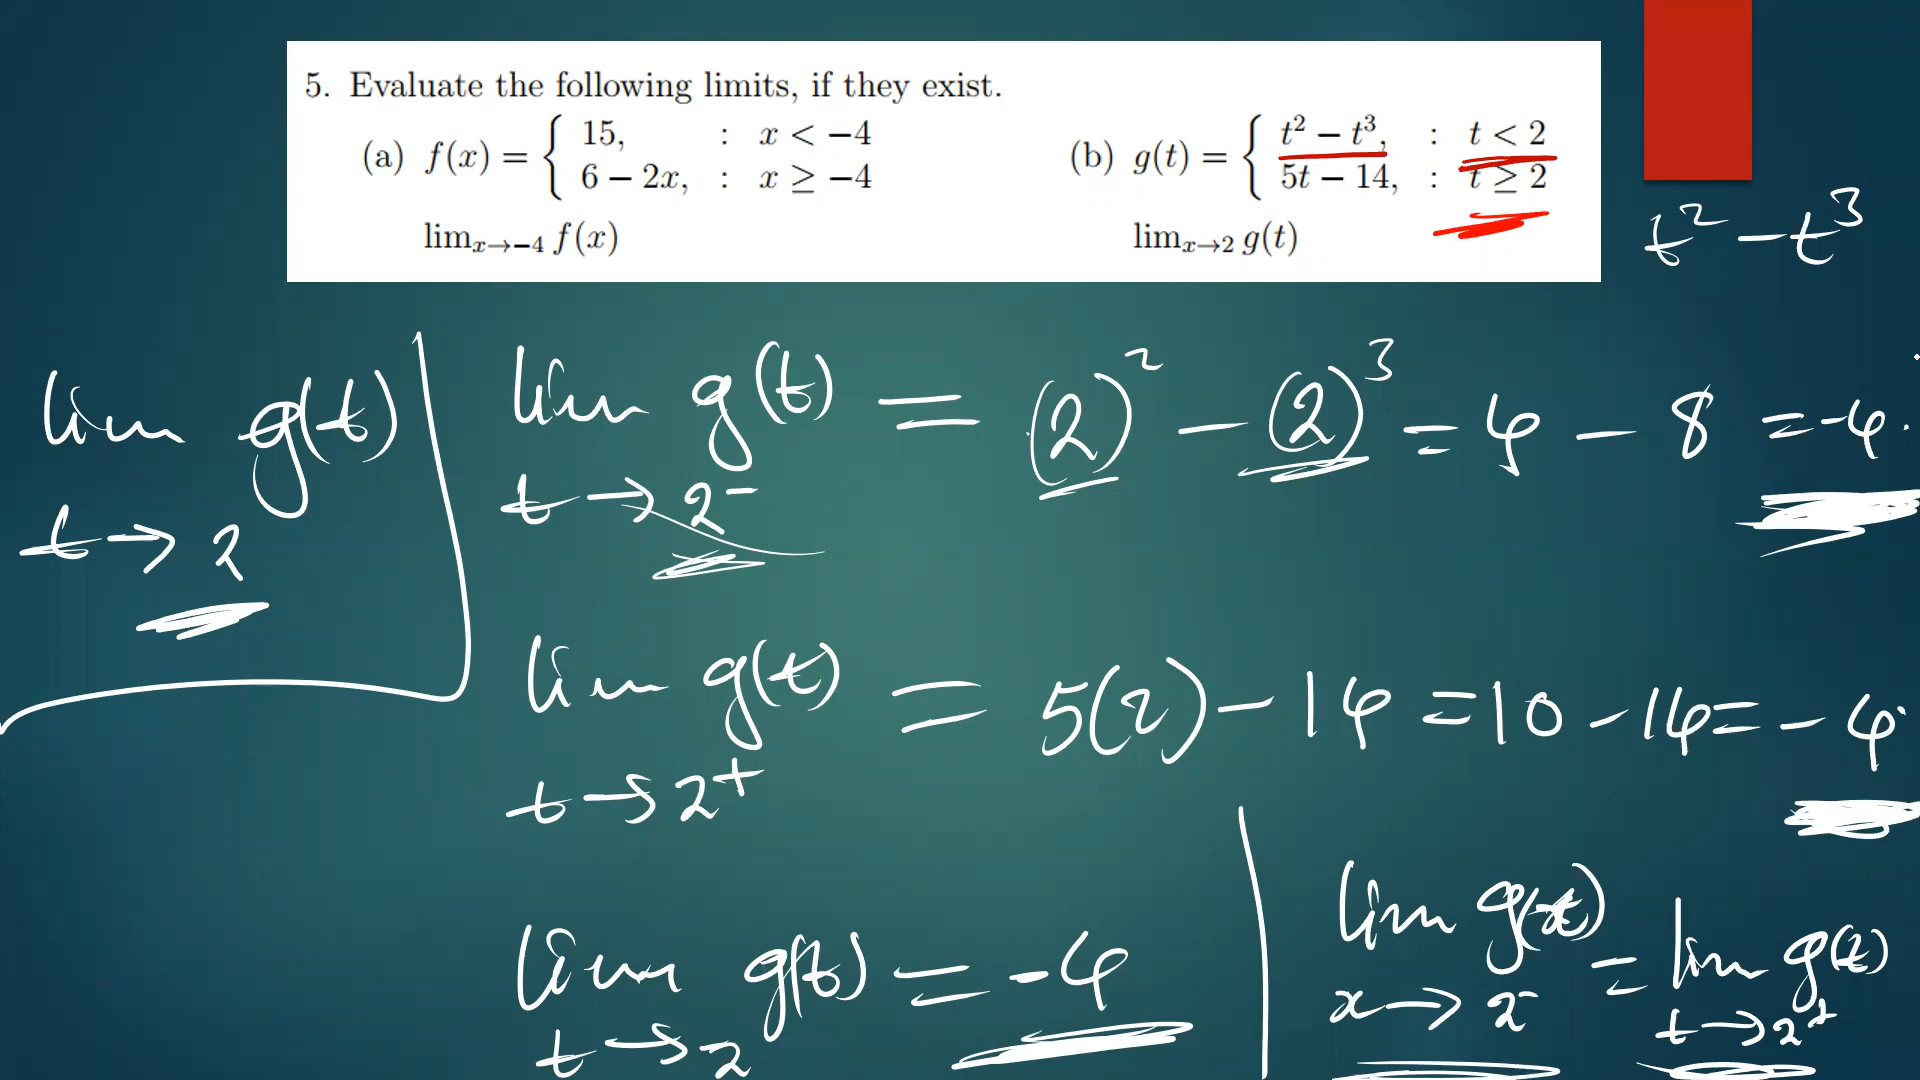 5. Evaluate the following limits, if they exist.
(a) f(x) = { 15, : x < −4
6 − 2x, : x ≥ −4
lim x→−4 f(x)
(b) g(t) = { t² − t³, : t < 2
5t − 14, : t ≥ 2
lim x→2 g(t)
t² − t³
lim g(t)
t → 2
lim g(t) = (2)² − (2)³ = 4 − 8 = -4.
t → 2⁻
lim g(t) = 5(2) − 14 = 10 − 14 = − 4
t → 2⁺
lim g(t) = -4
t → 2
lim g(t) = lim g(t)
x → 2⁻ t → 2⁺